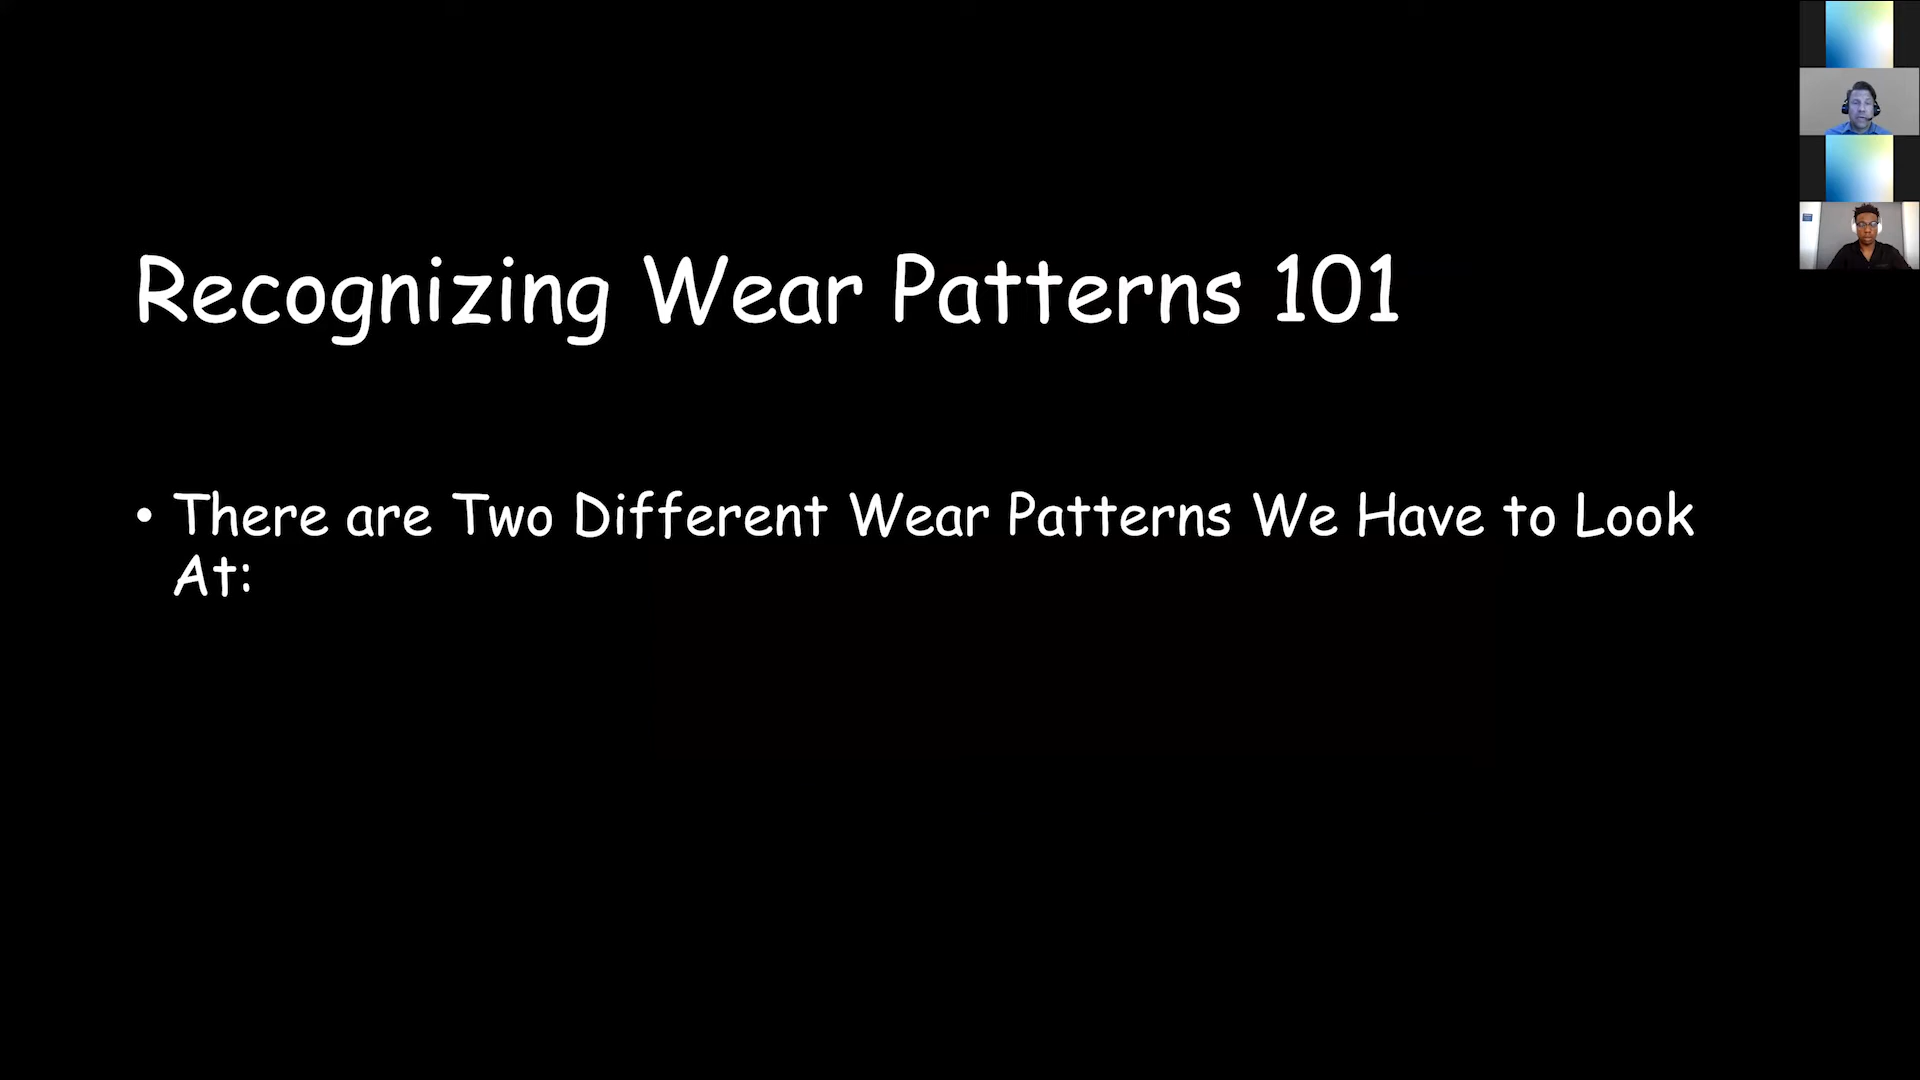 Recognizing Wear Patterns 101
• There are Two Different Wear Patterns We Have to Look
At: